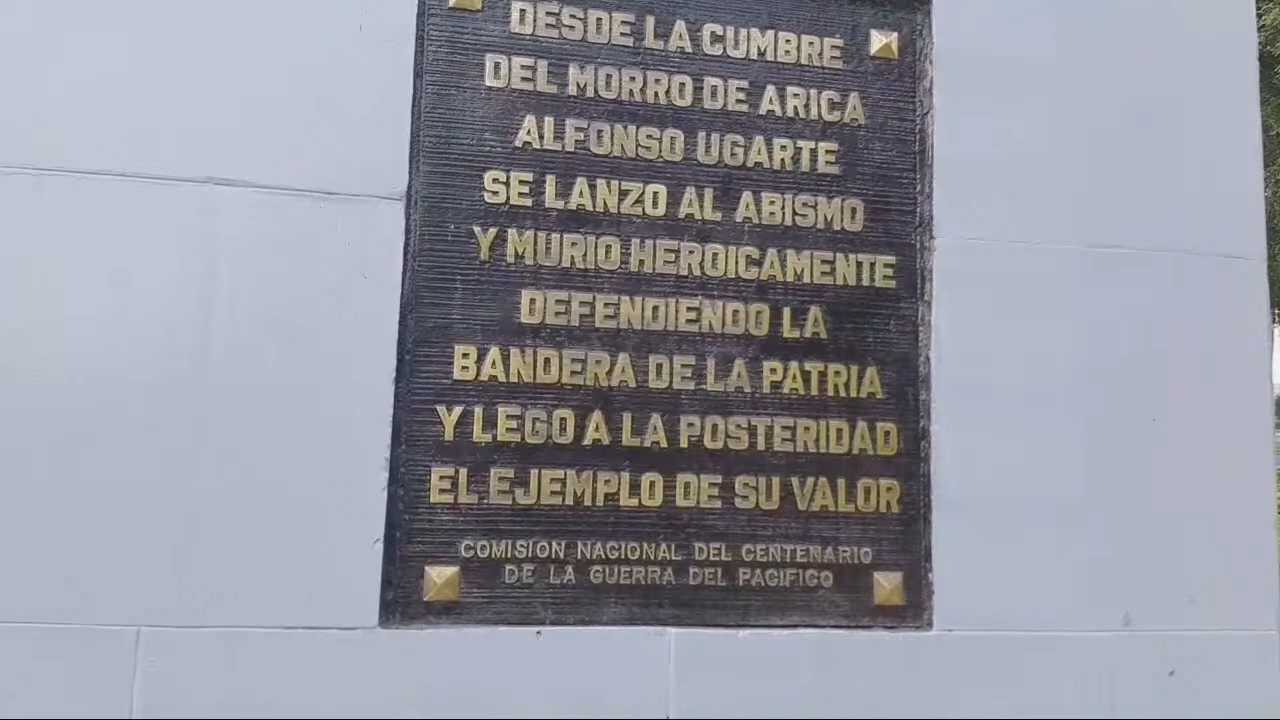 DESDE LA CUMBRE
DEL MORRO DE ARICA
ALFONSO UGARTE
SE LANZO AL ABISMO
Y MURIO HEROICAMENTE
DEFENDIENDO LA
BANDERA DE LA PATRIA
Y LEGO A LA POSTERIDAD
EL EJEMPLO DE SU VALOR
COMISION NACIONAL DEL CENTENARIO
DE LA GUERRA DEL PACIFICO